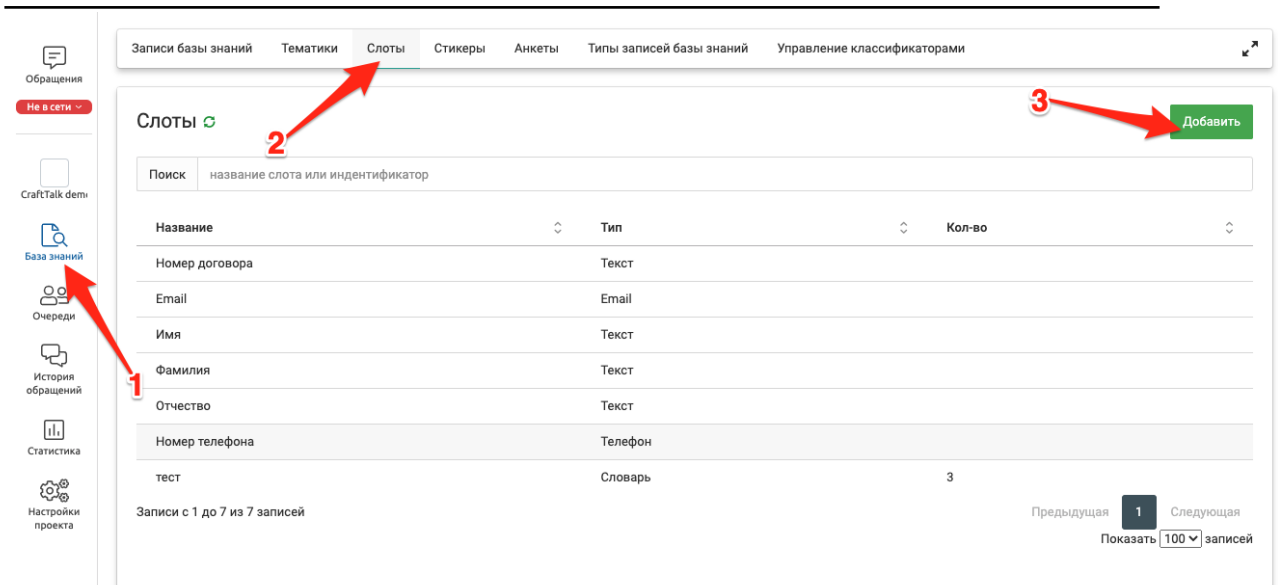 Записи базы знаний Тематики Слоты Стикеры Анкеты Типы записей базы знаний Управление классификаторами
Обращения
Не в сети
CraftTalk dem
База знаний
Очереди
История
обращений
Статистика
Настройки
проекта
1
2
3
Слоты
Добавить
Поиск название слота или индентификатор
Название Тип Кол-во
Номер договора Текст
Email Email
Имя Текст
Фамилия Текст
Отчество Текст
Номер телефона Телефон
тест Словарь 3
Записи с 1 до 7 из 7 записей
Предыдущая 1 Следующая
Показать 100 записей